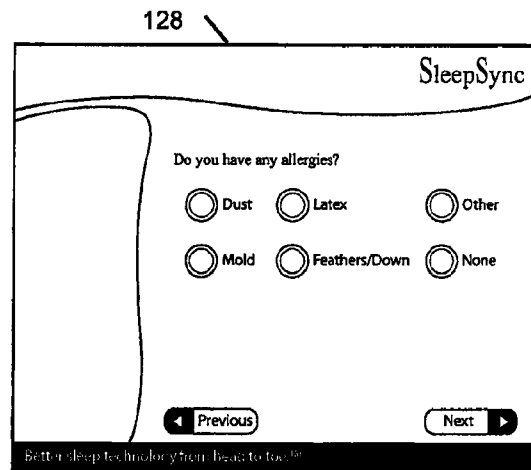 128
SleepSync
Do you have any allergies?
Dust Latex Other
Mold Feathers/Down None
Previous Next
Better sleep technology from head to toe.™